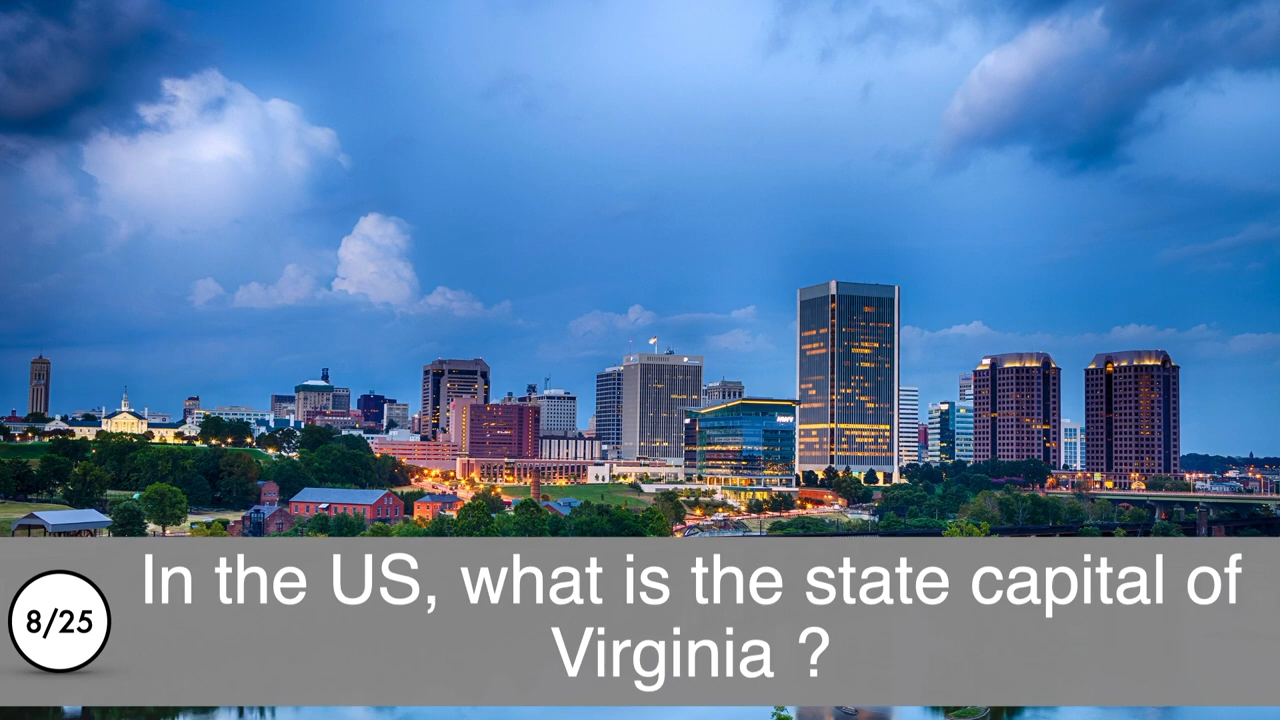 In the US, what is the state capital of
Virginia ?
8/25